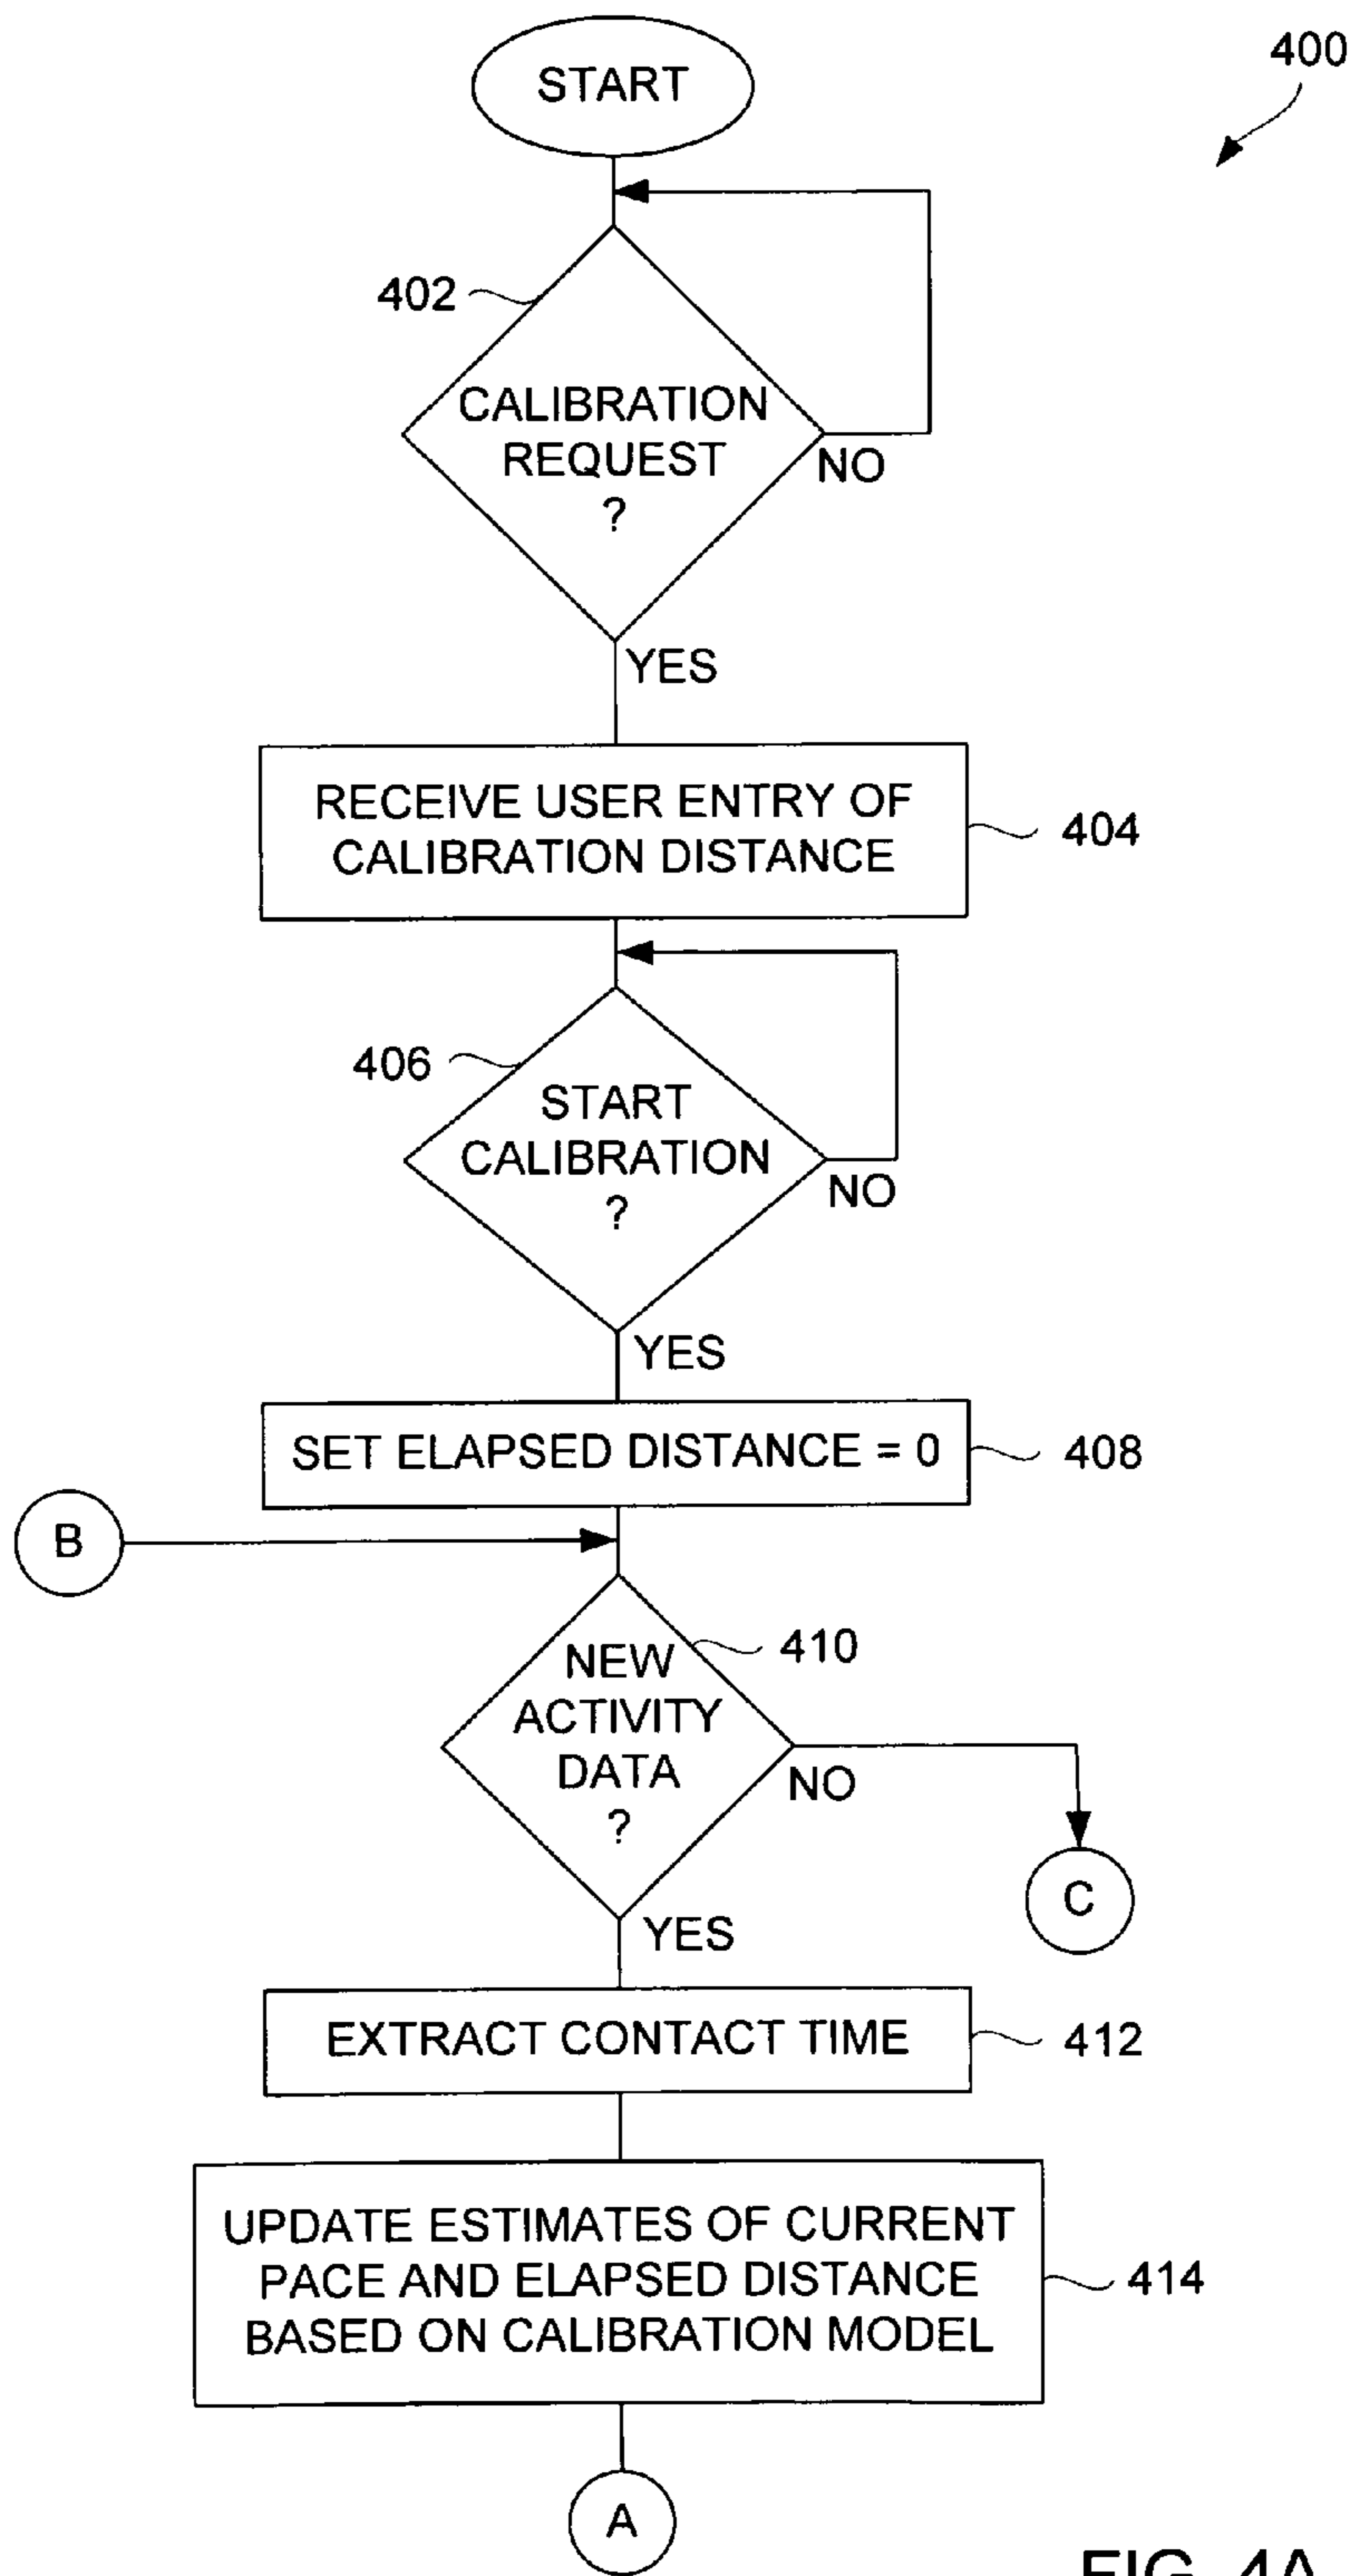 START
400
402
CALIBRATION
REQUEST
?
NO
YES
RECEIVE USER ENTRY OF
CALIBRATION DISTANCE
404
406
START
CALIBRATION
?
NO
YES
SET ELAPSED DISTANCE = 0
408
B
NEW
ACTIVITY
DATA
?
410
NO
C
YES
EXTRACT CONTACT TIME
412
UPDATE ESTIMATES OF CURRENT
PACE AND ELAPSED DISTANCE
BASED ON CALIBRATION MODEL
414
A
FIG. 4A